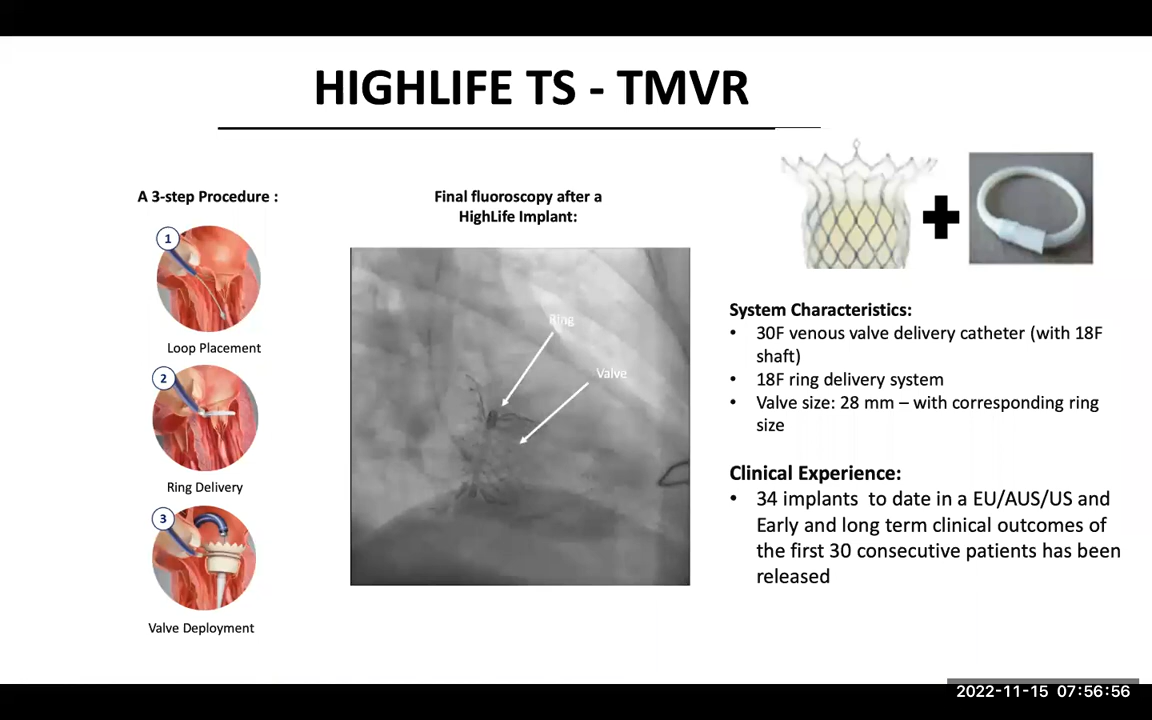 HIGHLIFE TS - TMVR
A 3-step Procedure :
1
Loop Placement
2
Ring Delivery
3
Valve Deployment
Final fluoroscopy after a
HighLife Implant:
Ring
Valve
System Characteristics:
• 30F venous valve delivery catheter (with 18F
shaft)
• 18F ring delivery system
• Valve size: 28 mm – with corresponding ring
size
Clinical Experience:
• 34 implants to date in a EU/AUS/US and
Early and long term clinical outcomes of
the first 30 consecutive patients has been
released
2022-11-15 07:56:56